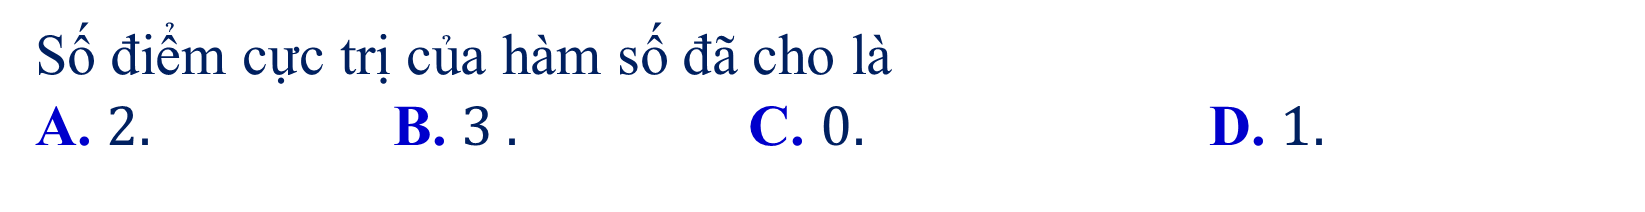 Số điểm cực trị của hàm số đã cho là
A. 2. B. 3 . C. 0. D. 1.